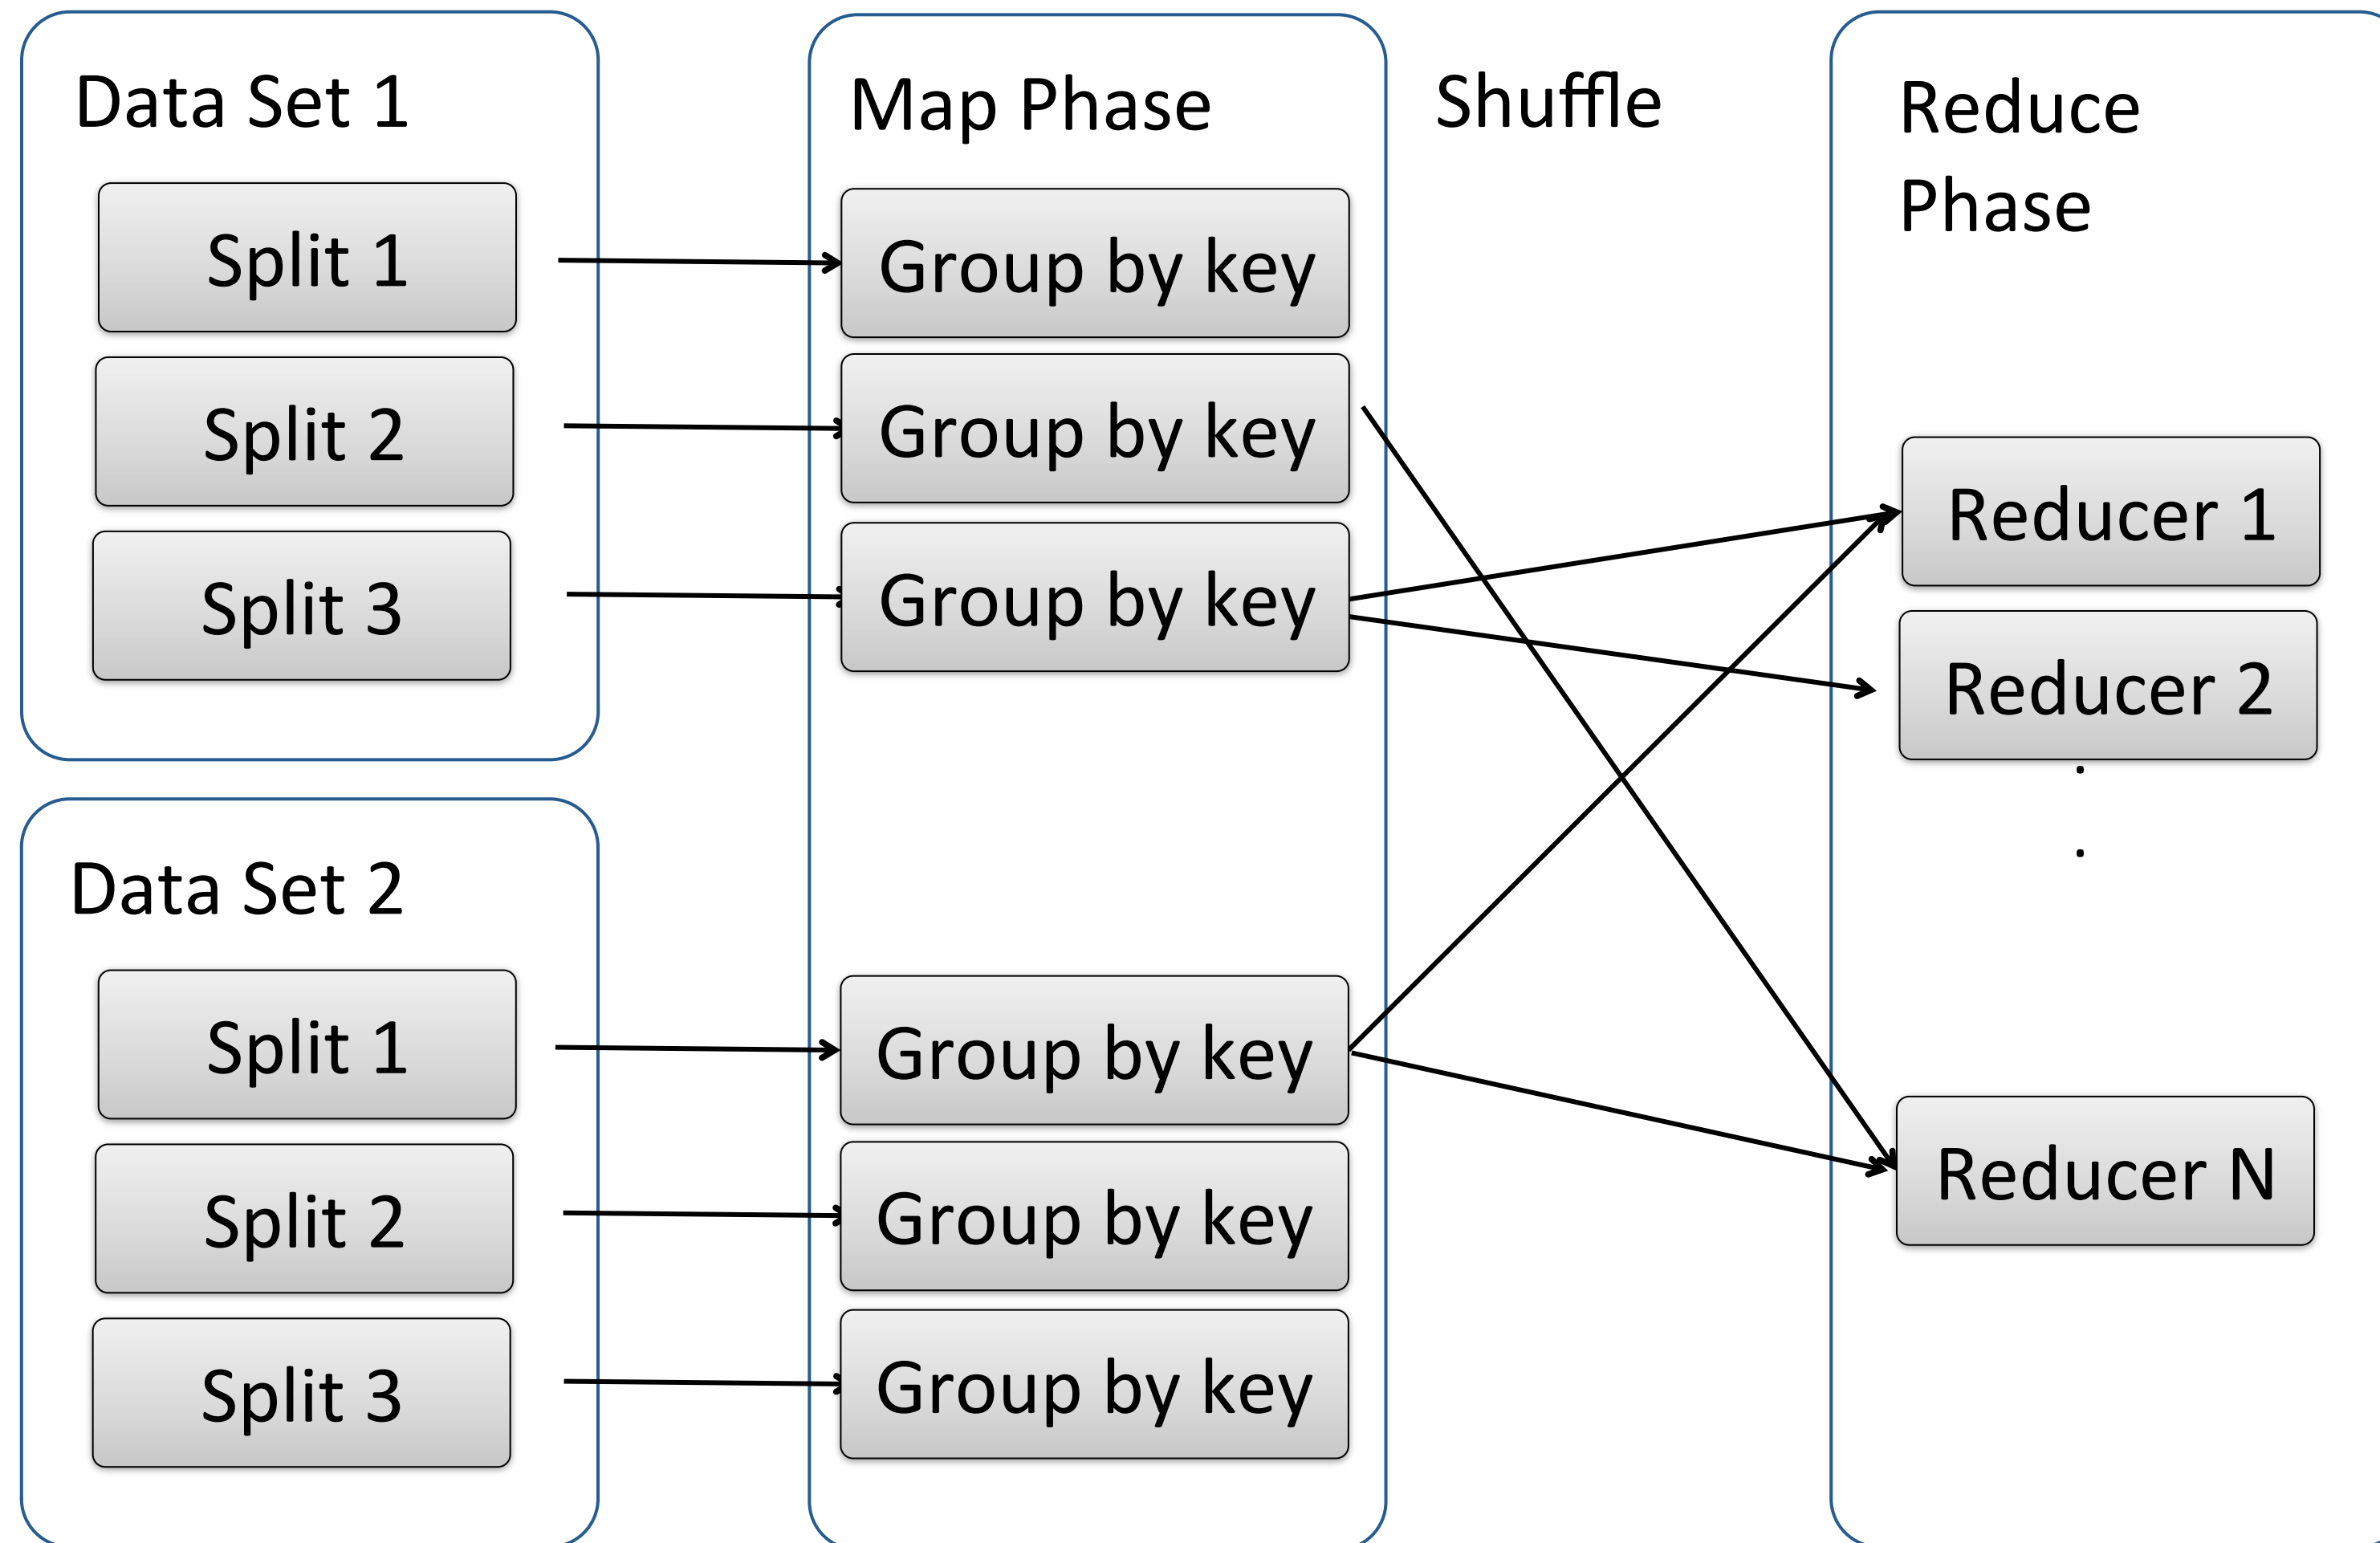 Data Set 1
Split 1
Split 2
Split 3
Data Set 2
Split 1
Split 2
Split 3
Map Phase
Group by key
Group by key
Group by key
Group by key
Group by key
Group by key
Shuffle
Reduce
Phase
Reducer 1
Reducer 2
.
.
Reducer N